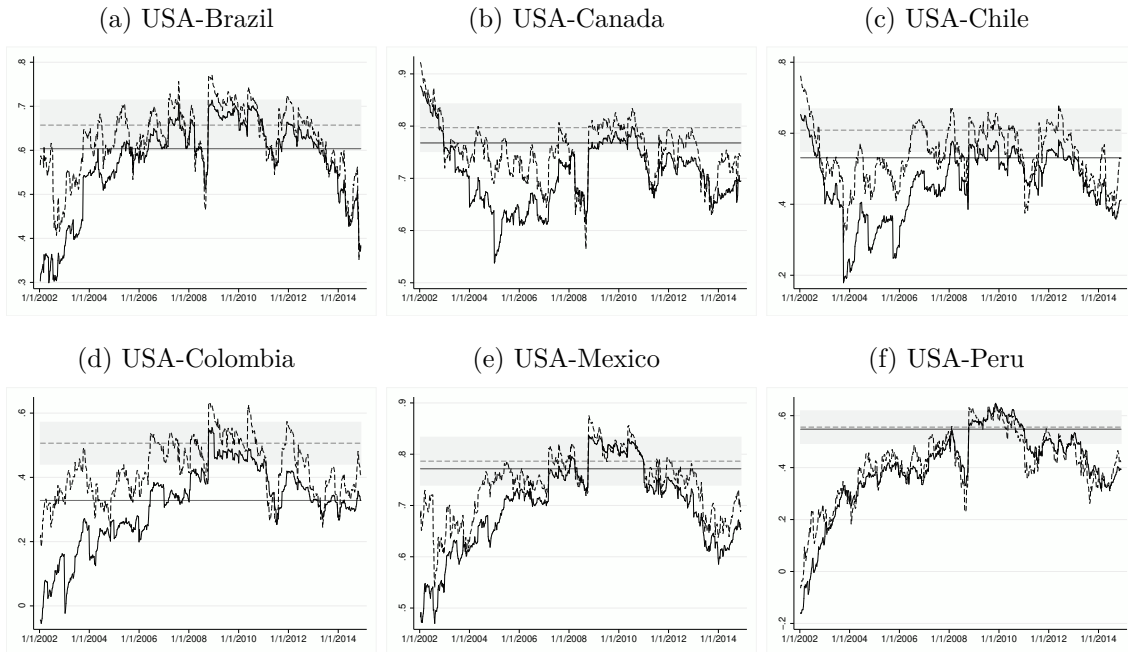 (a) USA-Brazil
(b) USA-Canada
(c) USA-Chile
.8
.7
.6
.5
.4
.3
1/1/2002 1/1/2004 1/1/2006 1/1/2008 1/1/2010 1/1/2012 1/1/2014
.9
.8
.7
.6
.5
1/1/2002 1/1/2004 1/1/2006 1/1/2008 1/1/2010 1/1/2012 1/1/2014
.8
.6
.4
.2
1/1/2002 1/1/2004 1/1/2006 1/1/2008 1/1/2010 1/1/2012 1/1/2014
(d) USA-Colombia
(e) USA-Mexico
(f) USA-Peru
.6
.4
.2
0
1/1/2002 1/1/2004 1/1/2006 1/1/2008 1/1/2010 1/1/2012 1/1/2014
.9
.8
.7
.6
.5
1/1/2002 1/1/2004 1/1/2006 1/1/2008 1/1/2010 1/1/2012 1/1/2014
.6
.4
.2
0
-.2
1/1/2002 1/1/2004 1/1/2006 1/1/2008 1/1/2010 1/1/2012 1/1/2014